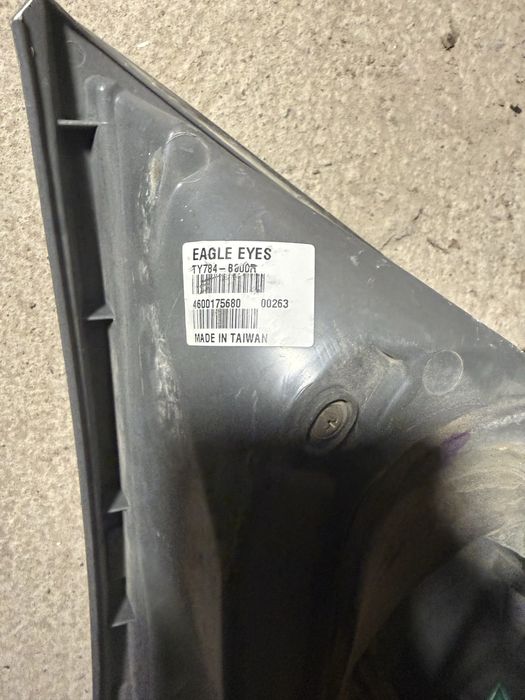 EAGLE EYES
TY784-B000R
4600175680 00263
MADE IN TAIWAN